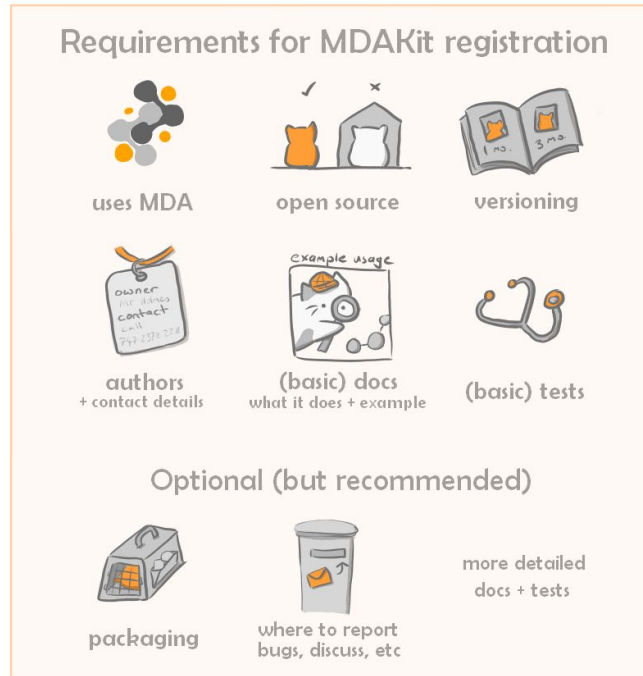 Requirements for MDAKit registration
✓ ×
1 mo. 3 mo.
uses MDA
open source
versioning
example usage
owner
contact
call
authors
+ contact details
(basic) docs
what it does + example
(basic) tests
Optional (but recommended)
packaging
where to report
bugs, discuss, etc
more detailed
docs + tests